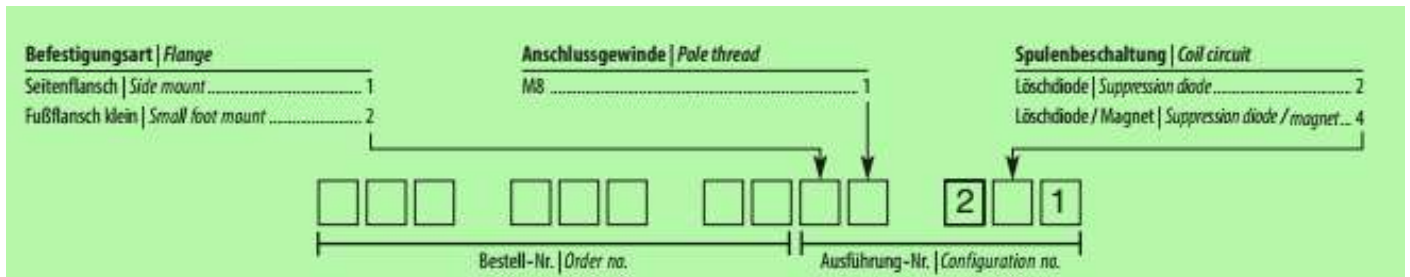 Befestigungsart | Flange
Seitenflansch | Side mount ........................................ 1
Fußflansch klein | Small foot mount ........................ 2
Anschlussgewinde | Pole thread
M8 ................................................................................ 1
Spulenbeschaltung | Coil circuit
Löschdiode | Suppression diode ................................... 2
Löschdiode / Magnet | Suppression diode / magnet ... 4
2 1
Bestell-Nr. | Order no.
Ausführung-Nr. | Configuration no.